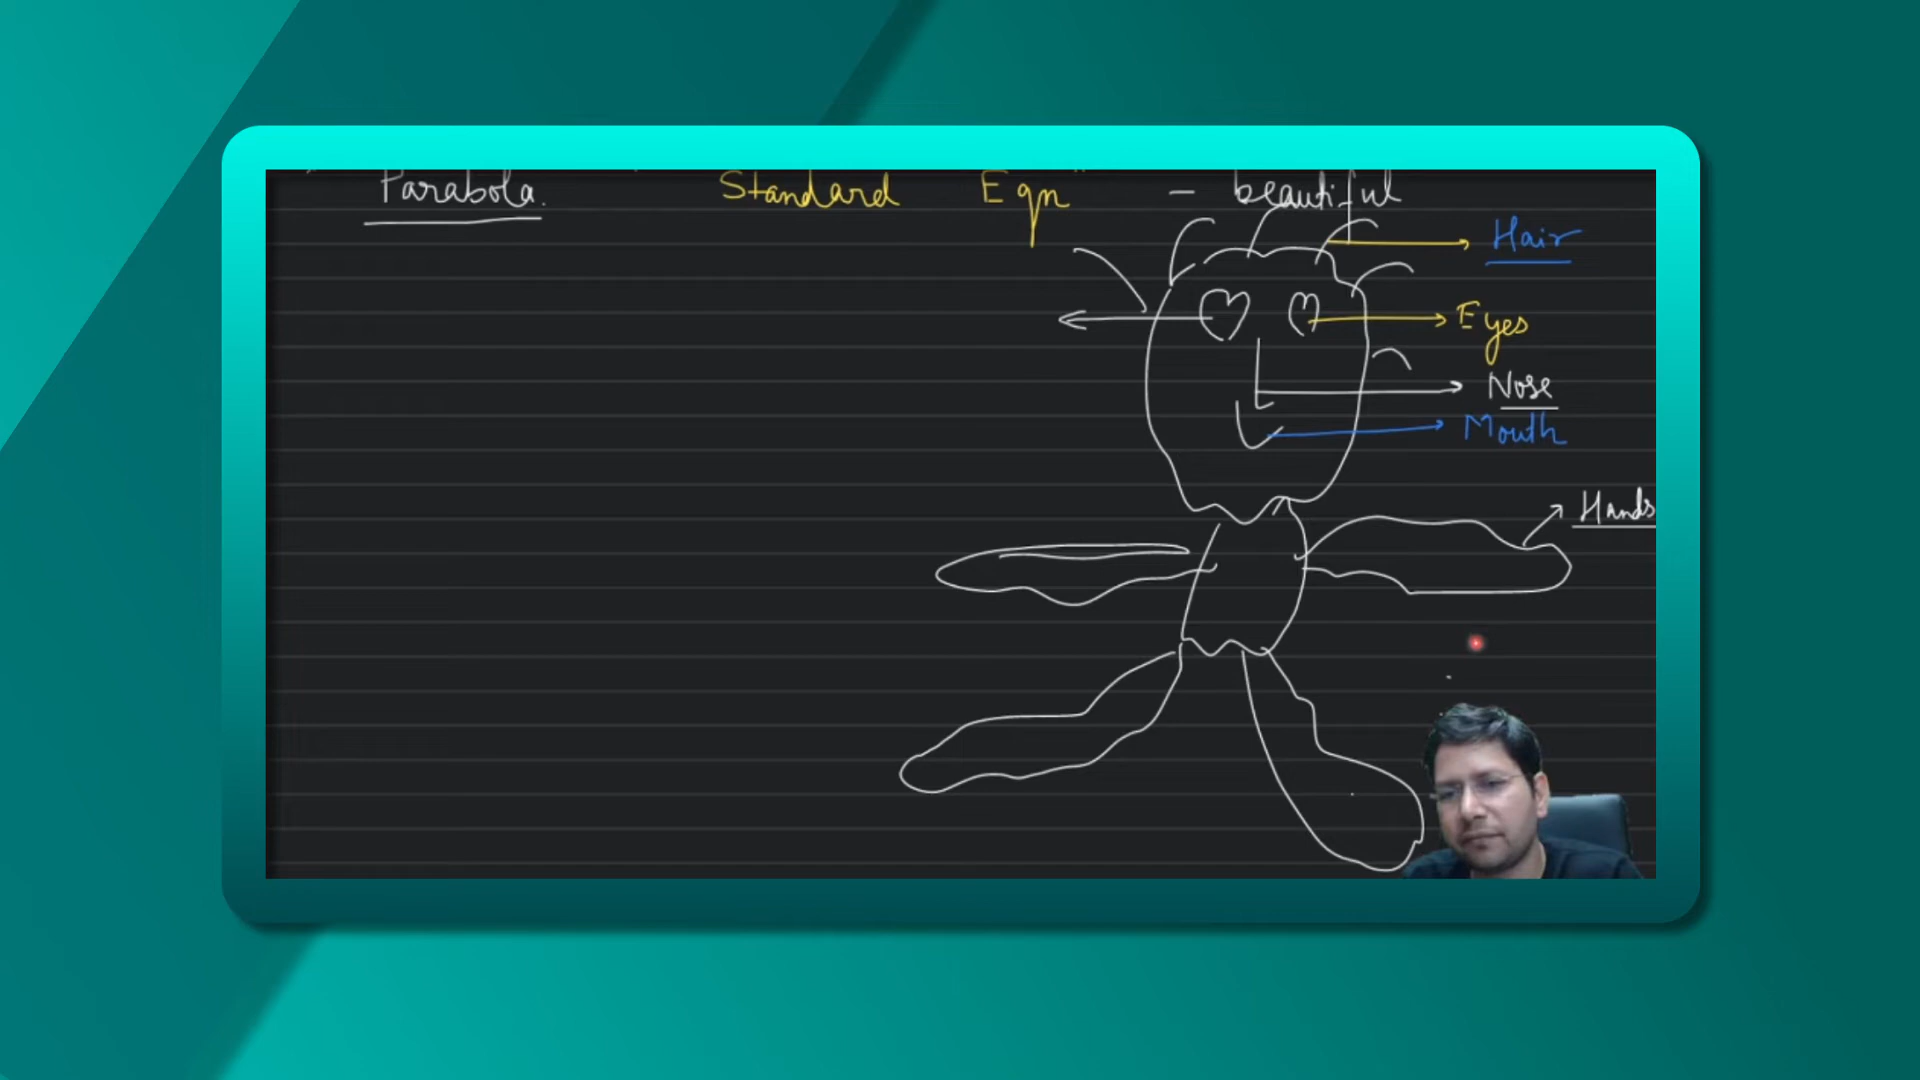 Parabola. Standard Eqn" - beautiful
Hair
Eyes
Nose
Mouth
Hands